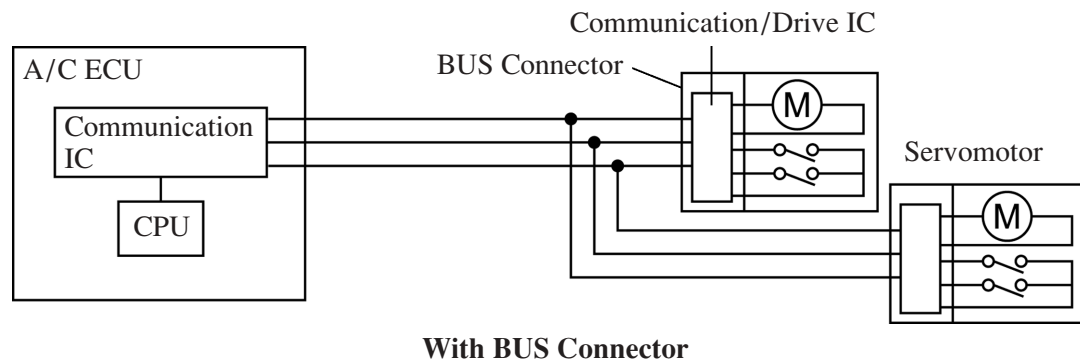 Communication/Drive IC
A/C ECU
BUS Connector
Communication
IC
M
Servomotor
CPU
M
With BUS Connector